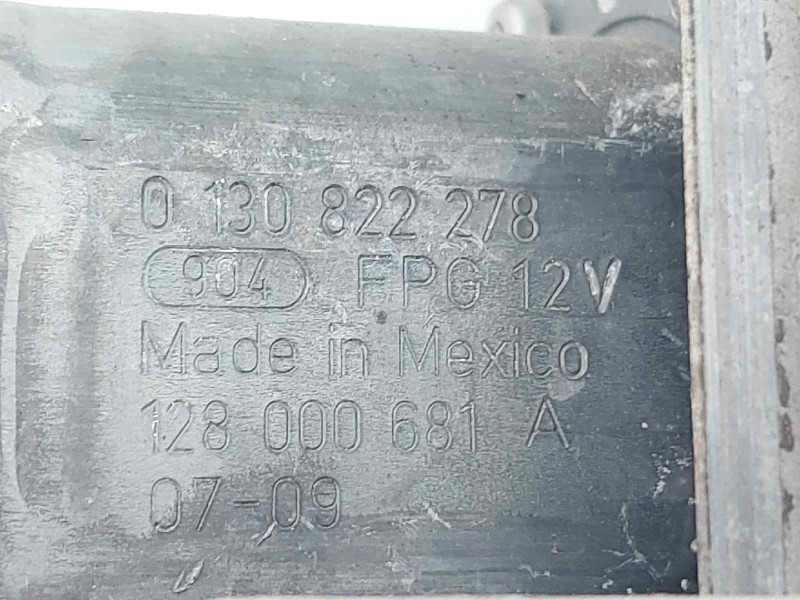 0 130 822 278
904 FPG 12V
Made in Mexico
128 000 681 A
07-09